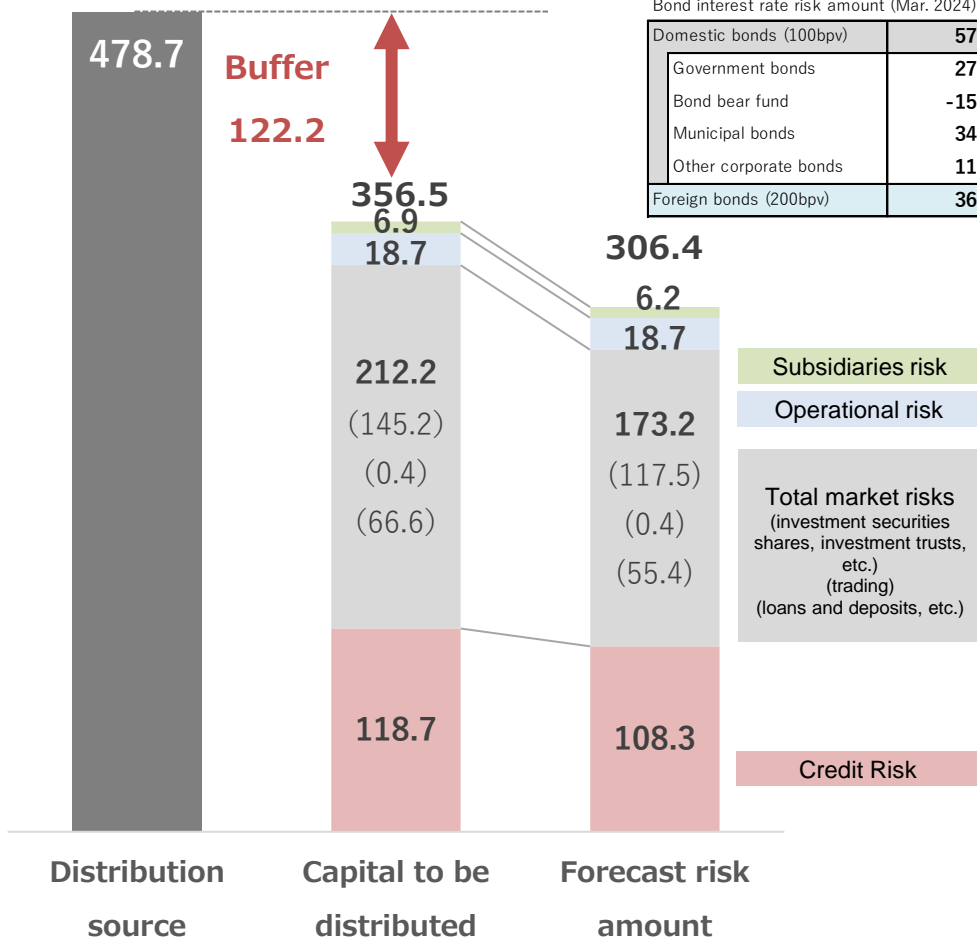 Bond interest rate risk amount (Mar. 2024)
Domestic bonds (100bpv) 57
Government bonds 27
Bond bear fund -15
Municipal bonds 34
Other corporate bonds 11
Foreign bonds (200bpv) 36
478.7
Buffer
122.2
356.5
6.9
18.7
212.2
(145.2)
(0.4)
(66.6)
118.7
306.4
6.2
18.7
173.2
(117.5)
(0.4)
(55.4)
108.3
Subsidiaries risk
Operational risk
Total market risks
(investment securities
shares, investment trusts,
etc.)
(trading)
(loans and deposits, etc.)
Credit Risk
Distribution
source
Capital to be
distributed
Forecast risk
amount